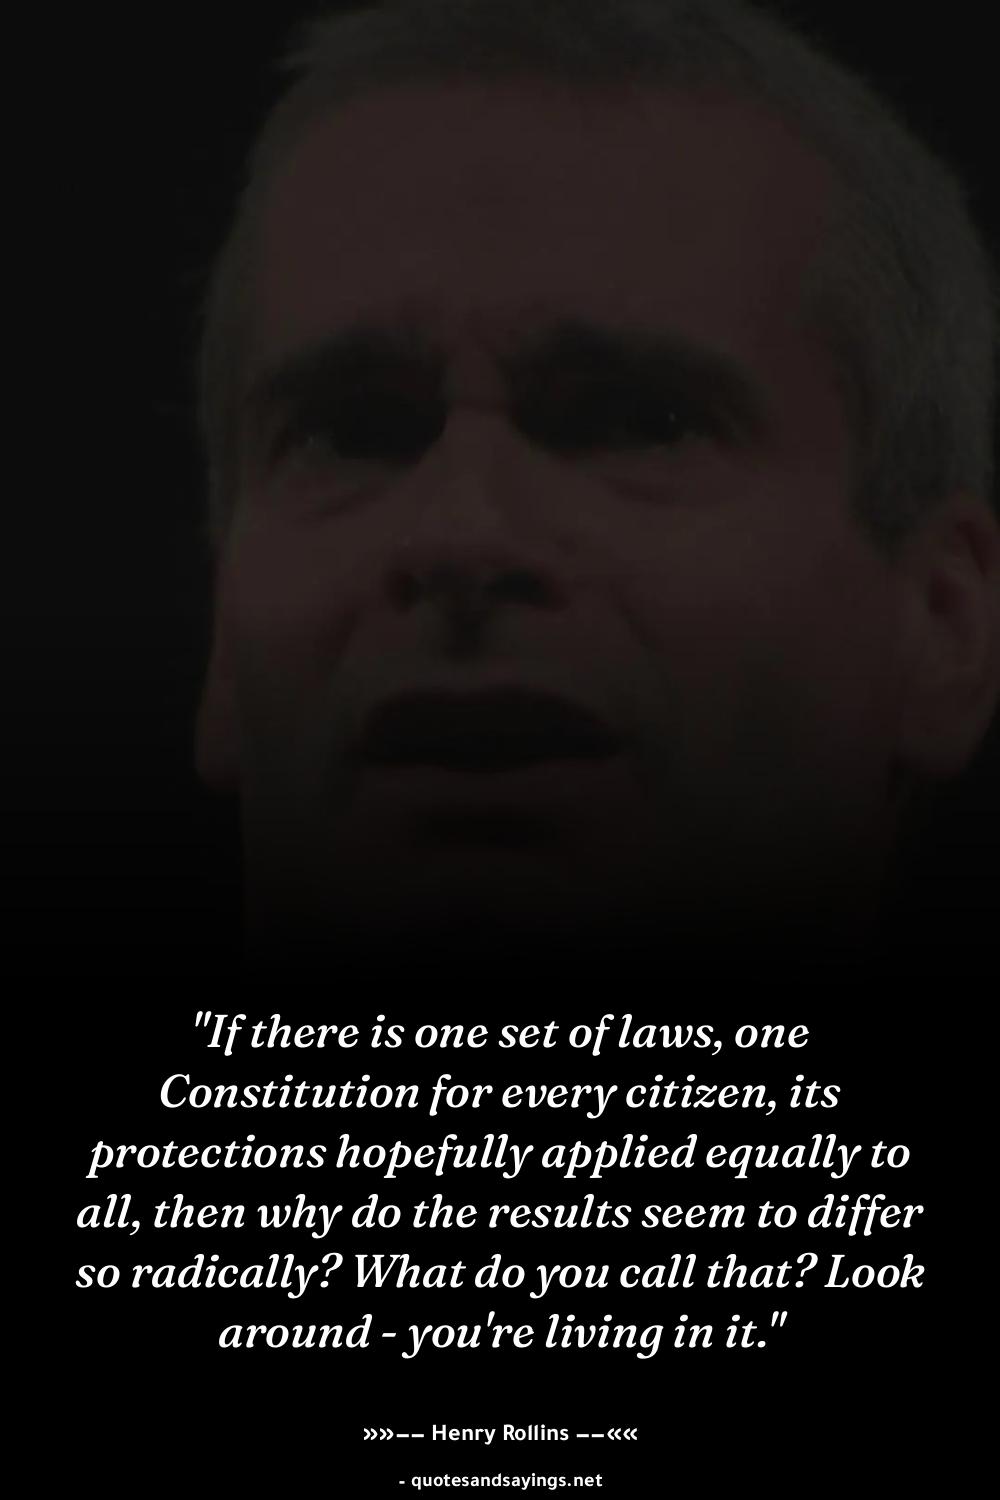 "If there is one set of laws, one
Constitution for every citizen, its
protections hopefully applied equally to
all, then why do the results seem to differ
so radically? What do you call that? Look
around - you're living in it."
»»−− Henry Rollins −−««
- quotesandsayings.net